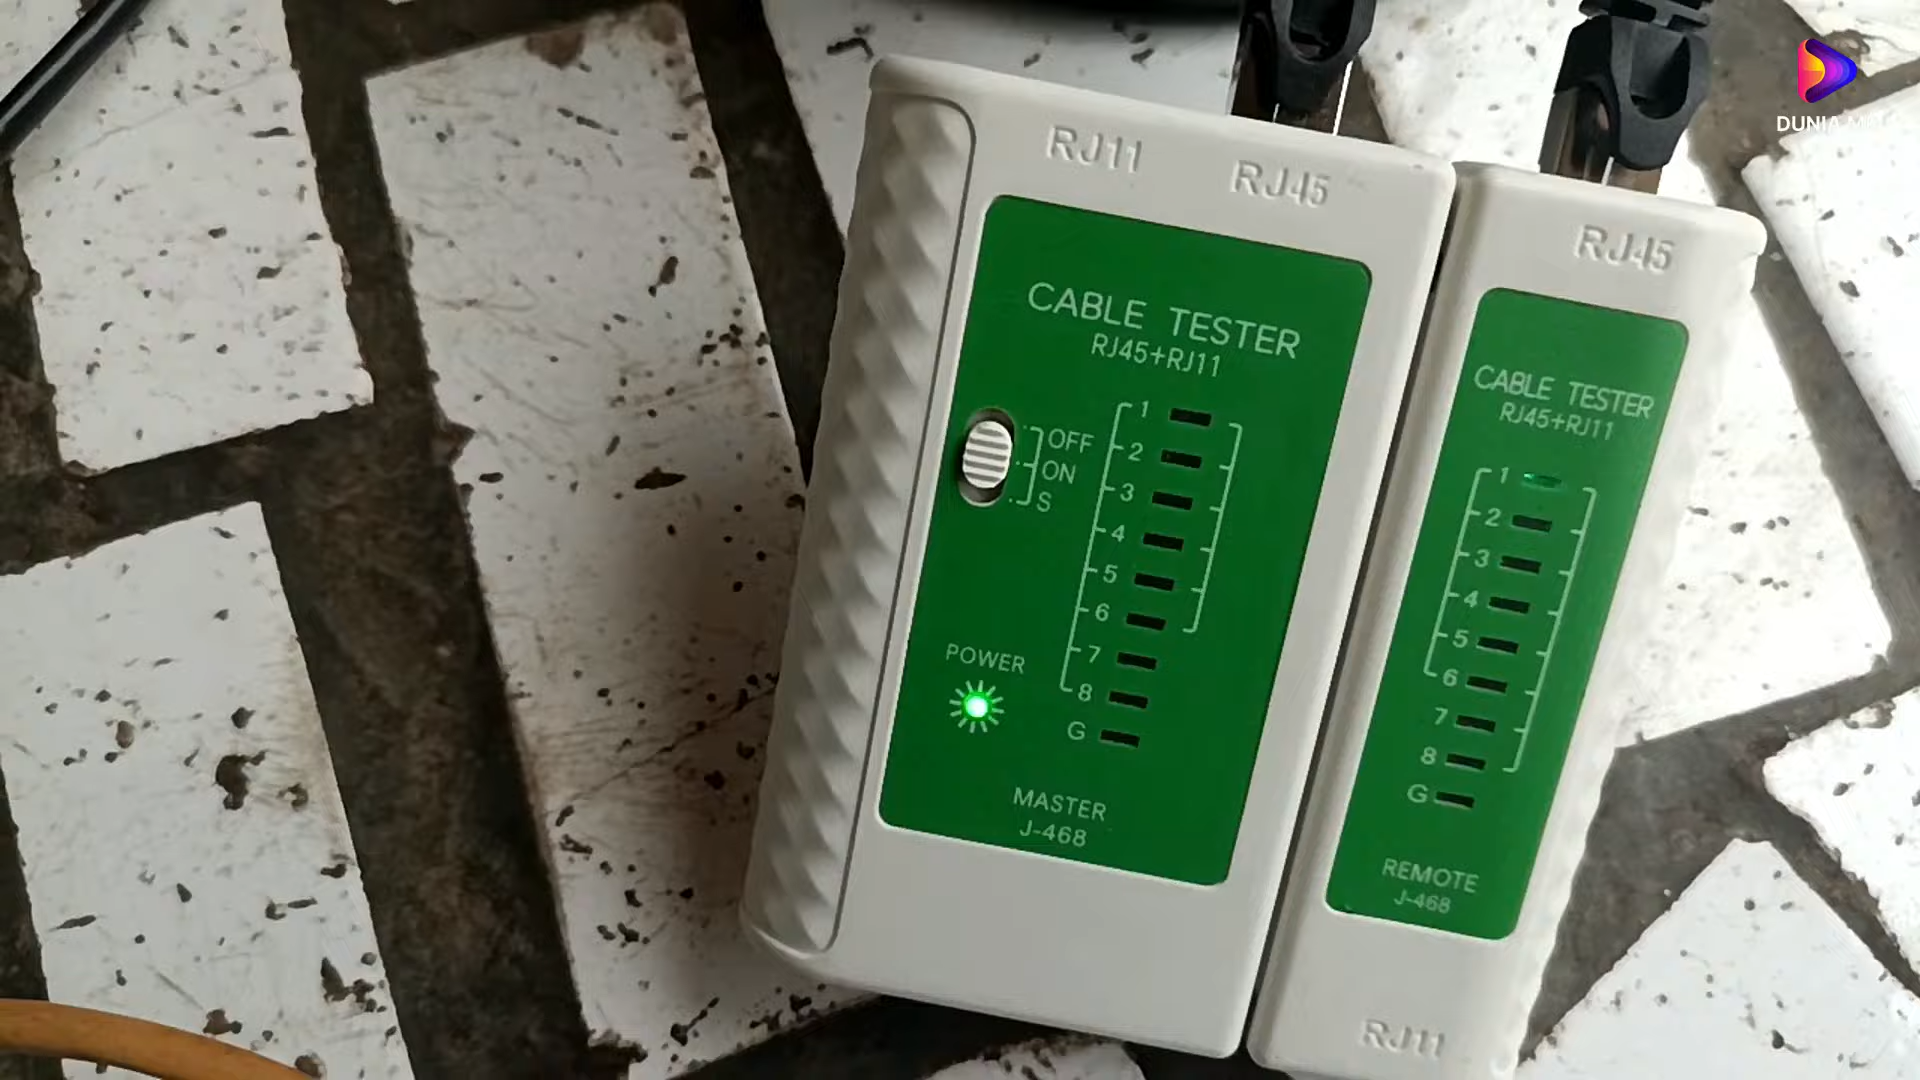 RJ11 RJ45
CABLE TESTER
RJ45+RJ11
OFF
ON
S
1
2
3
4
5
6
7
8
G
POWER
MASTER
J-468
RJ45
CABLE TESTER
RJ45+RJ11
1
2
3
4
5
6
7
8
G
REMOTE
J-468
RJ11
DUNIA